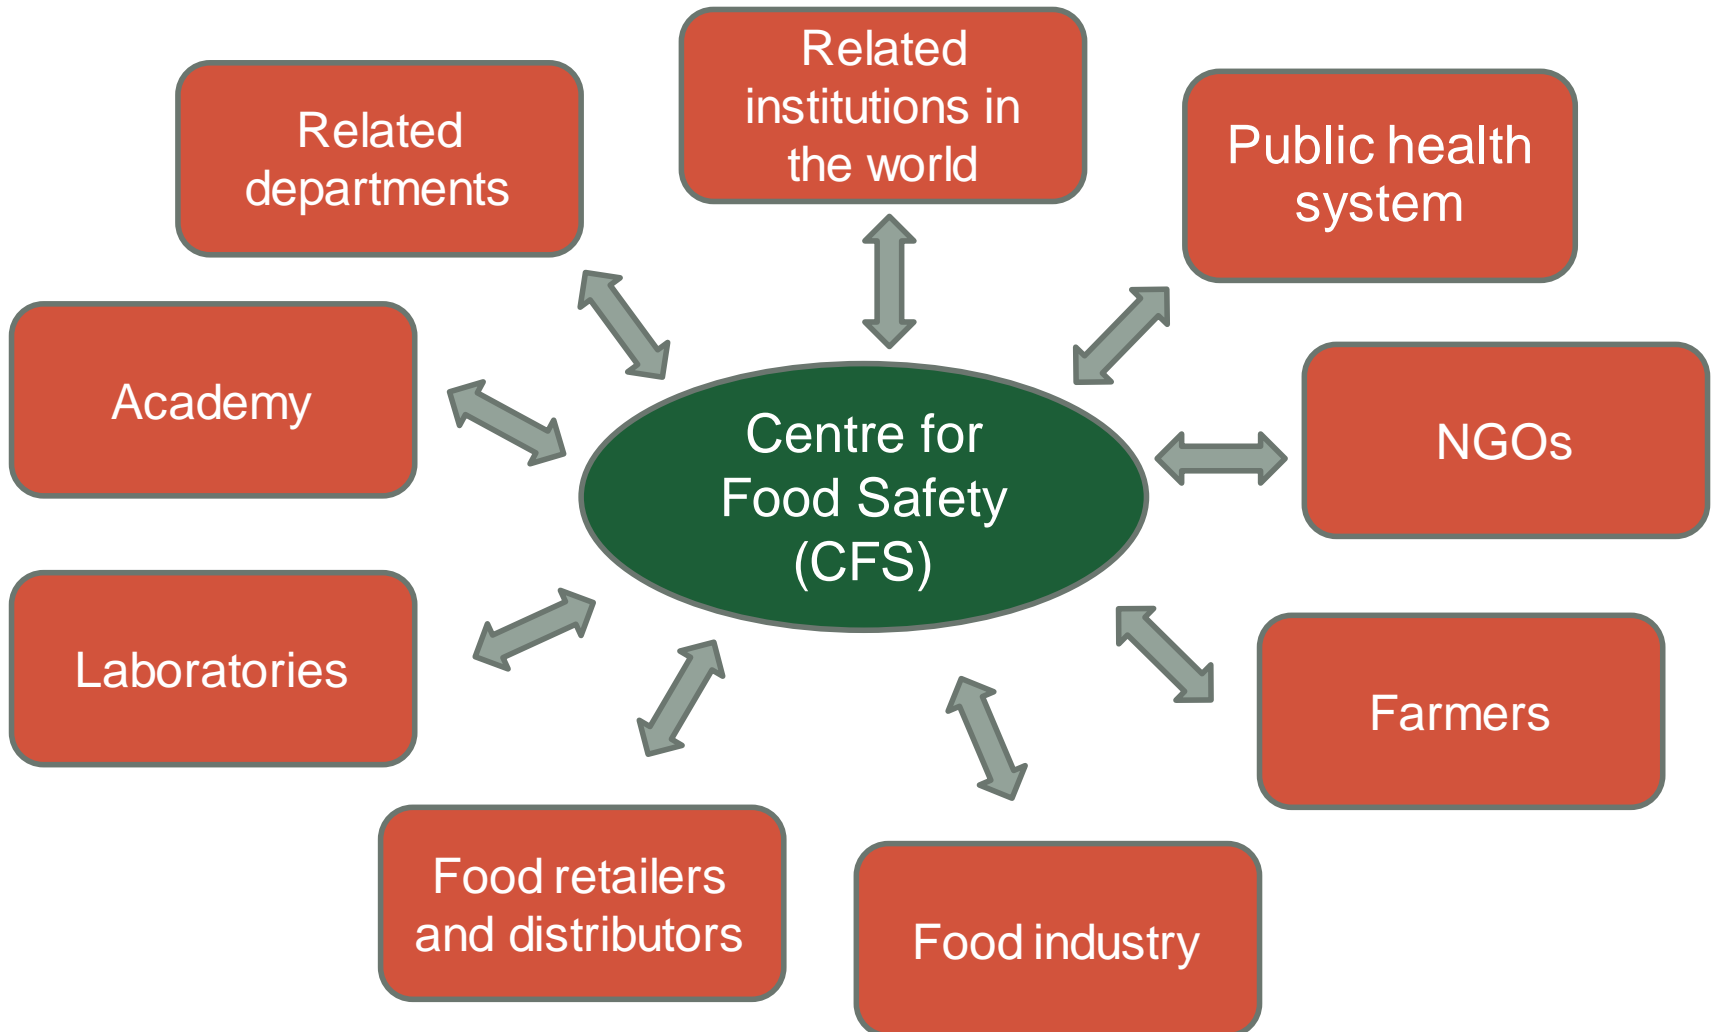 Related
institutions in
the world
Related
departments
Public health
system
Academy
Centre for
Food Safety
(CFS)
NGOs
Laboratories
Farmers
Food retailers
and distributors
Food industry